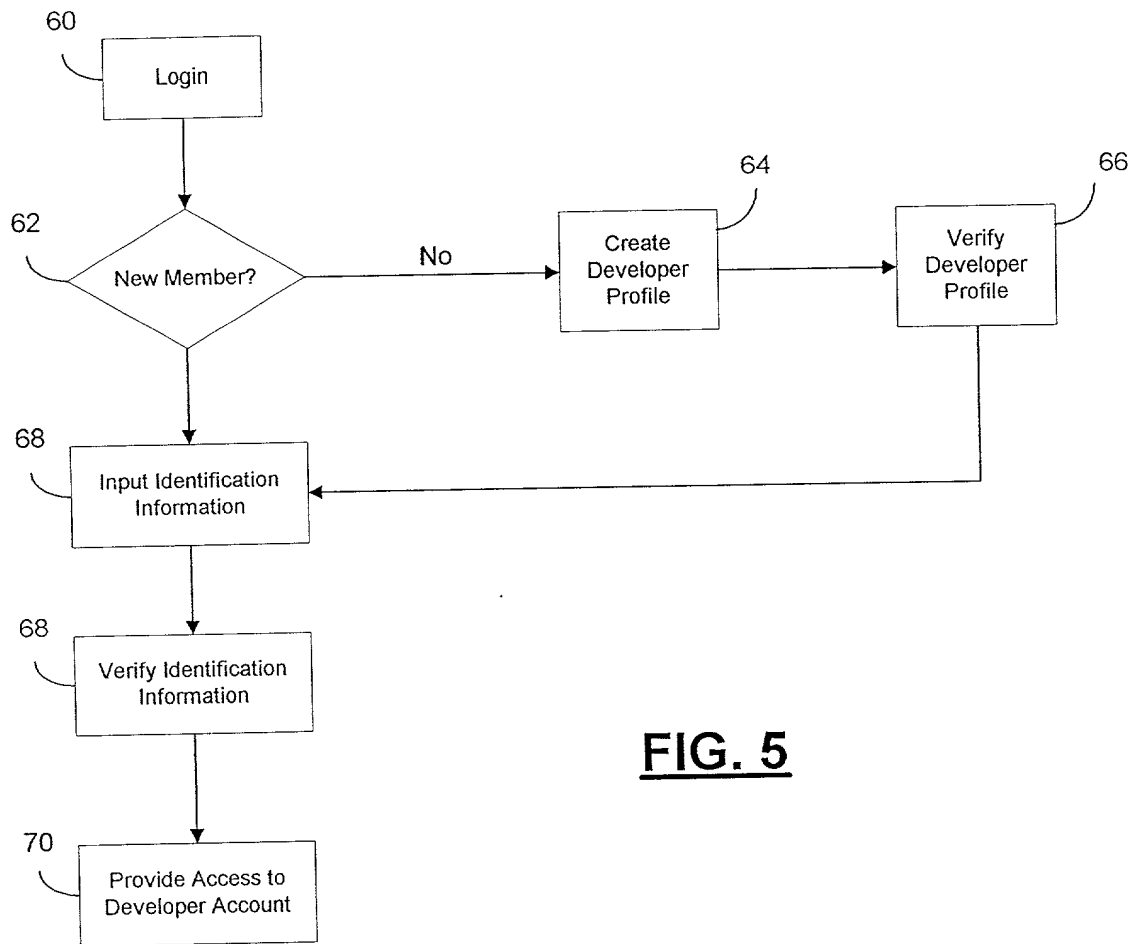 60
Login
62
New Member?
No
64
Create
Developer
Profile
66
Verify
Developer
Profile
68
Input Identification
Information
68
Verify Identification
Information
70
Provide Access to
Developer Account
FIG. 5